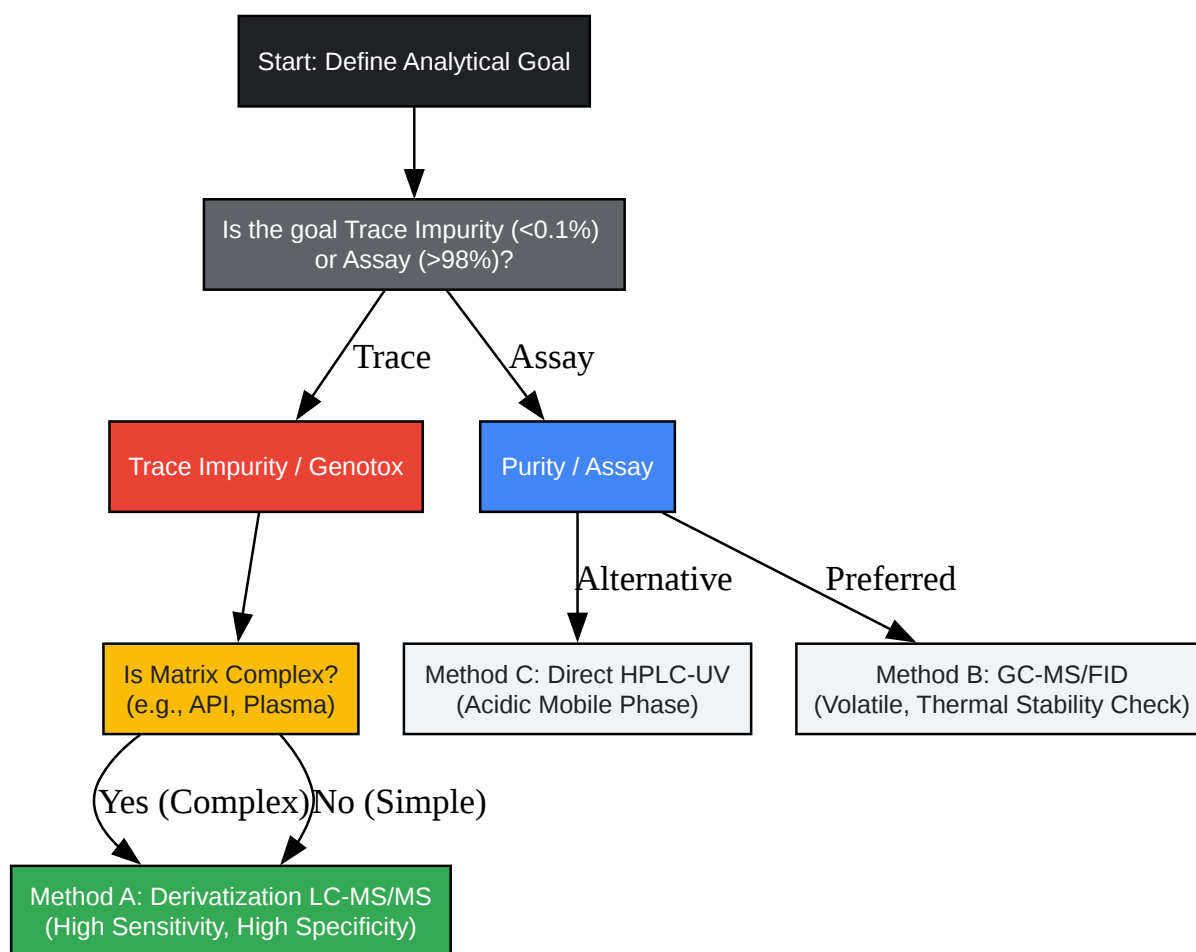 Start: Define Analytical Goal
Is the goal Trace Impurity (<0.1%)
or Assay (>98%)?
Trace
Assay
Trace Impurity / Genotox
Purity / Assay
Alternative
Preferred
Is Matrix Complex?
(e.g., API, Plasma)
Method C: Direct HPLC-UV
(Acidic Mobile Phase)
Method B: GC-MS/FID
(Volatile, Thermal Stability Check)
Yes (Complex)
No (Simple)
Method A: Derivatization LC-MS/MS
(High Sensitivity, High Specificity)